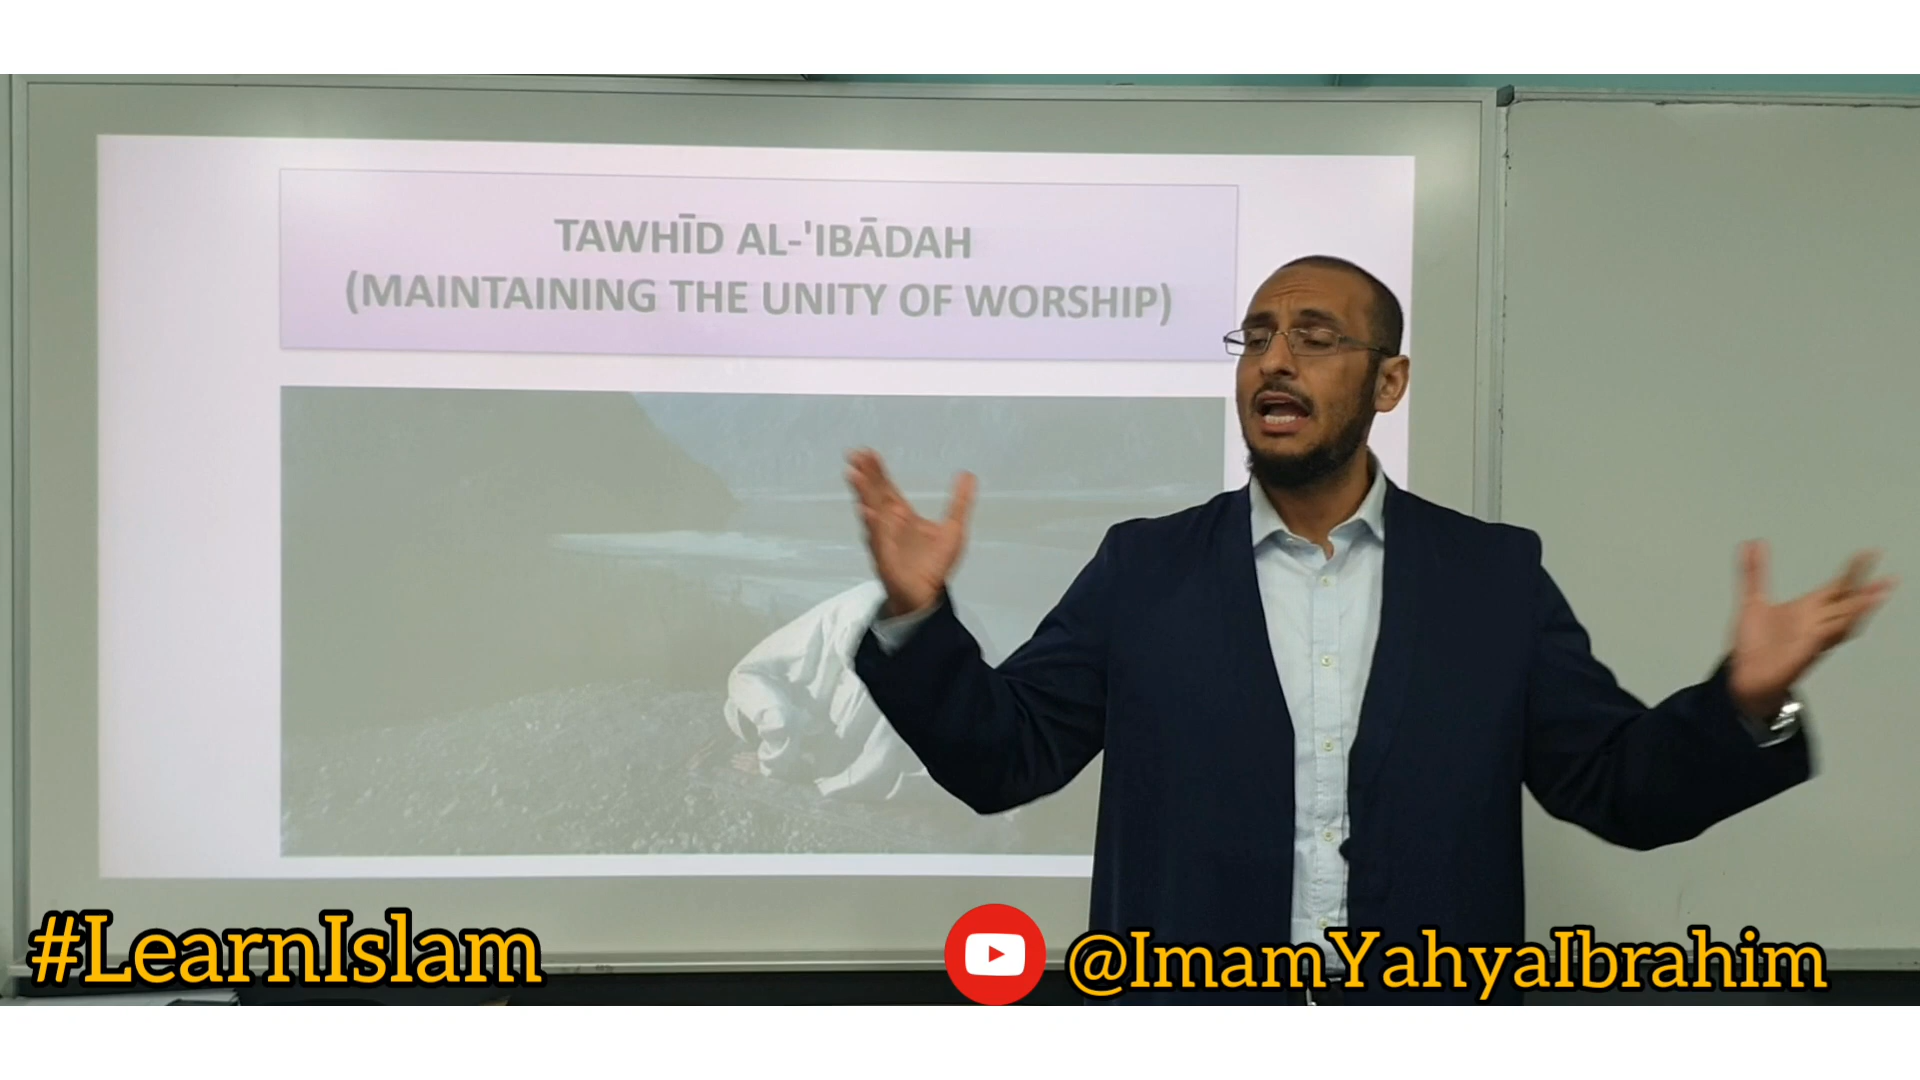 TAWHĪD AL-'IBĀDAH
(MAINTAINING THE UNITY OF WORSHIP)
#LearnIslam
@ImamYahyaIbrahim